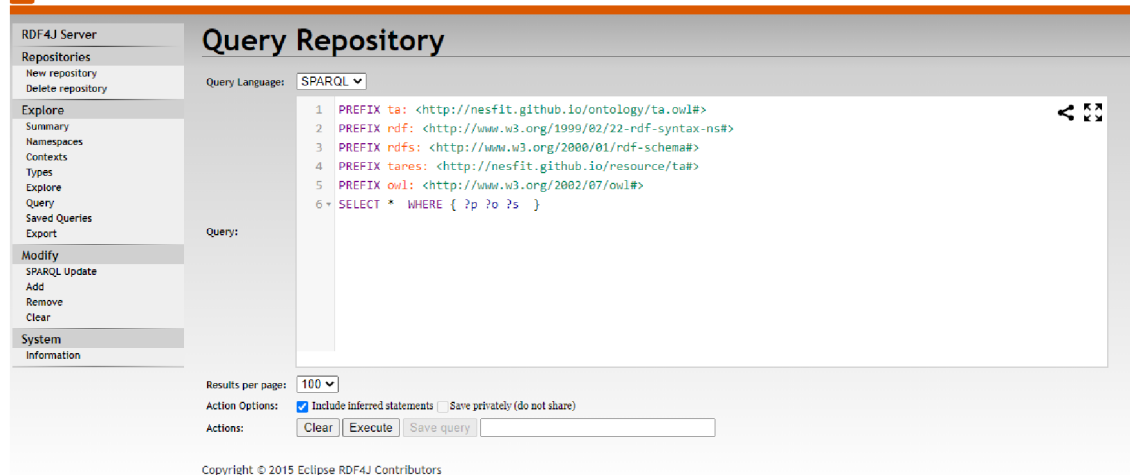 RDF4J Server
Repositories
New repository
Delete repository
Explore
Summary
Namespaces
Contexts
Types
Explore
Query
Saved Queries
Export
Modify
SPARQL Update
Add
Remove
Clear
System
Information
Query Repository
Query Language: SPARQL
Query:
1 PREFIX ta: <http://nesfit.github.io/ontology/ta.owl#>
2 PREFIX rdf: <http://www.w3.org/1999/02/22-rdf-syntax-ns#>
3 PREFIX rdfs: <http://www.w3.org/2000/01/rdf-schema#>
4 PREFIX tares: <http://nesfit.github.io/resource/ta#>
5 PREFIX owl: <http://www.w3.org/2002/07/owl#>
6 SELECT * WHERE { ?p ?o ?s }
Results per page: 100
Action Options: Include inferred statements Save privately (do not share)
Actions: Clear Execute Save query
Copyright © 2015 Eclipse RDF4J Contributors